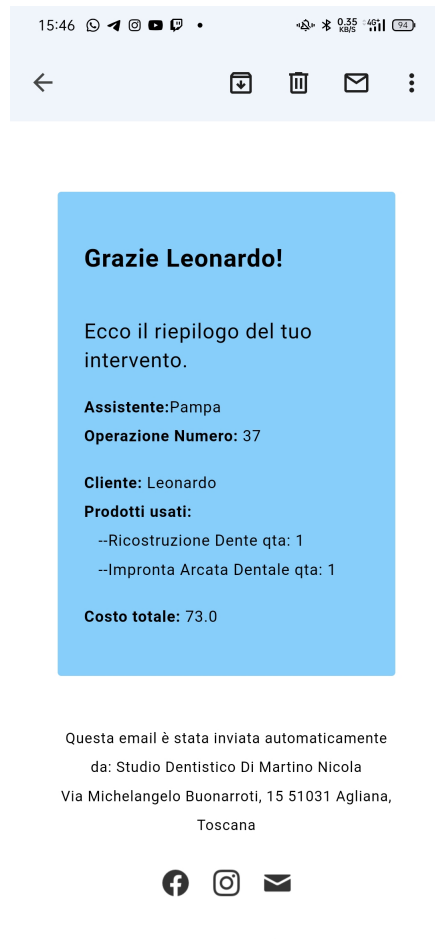 15:46
0.35 KB/S 4G+ 94
Grazie Leonardo!
Ecco il riepilogo del tuo
intervento.
Assistente:Pampa
Operazione Numero: 37
Cliente: Leonardo
Prodotti usati:
--Ricostruzione Dente qta: 1
--Impronta Arcata Dentale qta: 1
Costo totale: 73.0
Questa email è stata inviata automaticamente
da: Studio Dentistico Di Martino Nicola
Via Michelangelo Buonarroti, 15 51031 Agliana,
Toscana